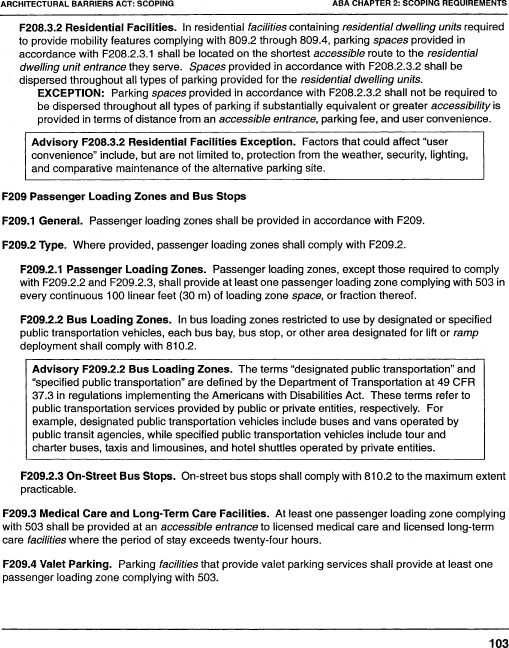 ARCHITECTURAL BARRIERS ACT: SCOPING
ABA CHAPTER 2: SCOPING REQUIREMENTS
F208.3.2 Residential Facilities. In residential facilities containing residential dwelling units required
to provide mobility features complying with 809.2 through 809.4, parking spaces provided in
accordance with F208.2.3.1 shall be located on the shortest accessible route to the residential
dwelling unit entrance they serve. Spaces provided in accordance with F208.2.3.2 shall be
dispersed throughout all types of parking provided for the residential dwelling units.
EXCEPTION: Parking spaces provided in accordance with F208.2.3.2 shall not be required to
be dispersed throughout all types of parking if substantially equivalent or greater accessibility is
provided in terms of distance from an accessible entrance, parking fee, and user convenience.
Advisory F208.3.2 Residential Facilities Exception. Factors that could affect “user
convenience” include, but are not limited to, protection from the weather, security, lighting,
and comparative maintenance of the alternative parking site.
F209 Passenger Loading Zones and Bus Stops
F209.1 General. Passenger loading zones shall be provided in accordance with F209.
F209.2 Type. Where provided, passenger loading zones shall comply with F209.2.
F209.2.1 Passenger Loading Zones. Passenger loading zones, except those required to comply
with F209.2.2 and F209.2.3, shall provide at least one passenger loading zone complying with 503 in
every continuous 100 linear feet (30 m) of loading zone space, or fraction thereof.
F209.2.2 Bus Loading Zones. In bus loading zones restricted to use by designated or specified
public transportation vehicles, each bus bay, bus stop, or other area designated for lift or ramp
deployment shall comply with 810.2.
Advisory F209.2.2 Bus Loading Zones. The terms “designated public transportation” and
“specified public transportation” are defined by the Department of Transportation at 49 CFR
37.3 in regulations implementing the Americans with Disabilities Act. These terms refer to
public transportation services provided by public or private entities, respectively. For
example, designated public transportation vehicles include buses and vans operated by
public transit agencies, while specified public transportation vehicles include tour and
charter buses, taxis and limousines, and hotel shuttles operated by private entities.
F209.2.3 On-Street Bus Stops. On-street bus stops shall comply with 810.2 to the maximum extent
practicable.
F209.3 Medical Care and Long-Term Care Facilities. At least one passenger loading zone complying
with 503 shall be provided at an accessible entrance to licensed medical care and licensed long-term
care facilities where the period of stay exceeds twenty-four hours.
F209.4 Valet Parking. Parking facilities that provide valet parking services shall provide at least one
passenger loading zone complying with 503.
103